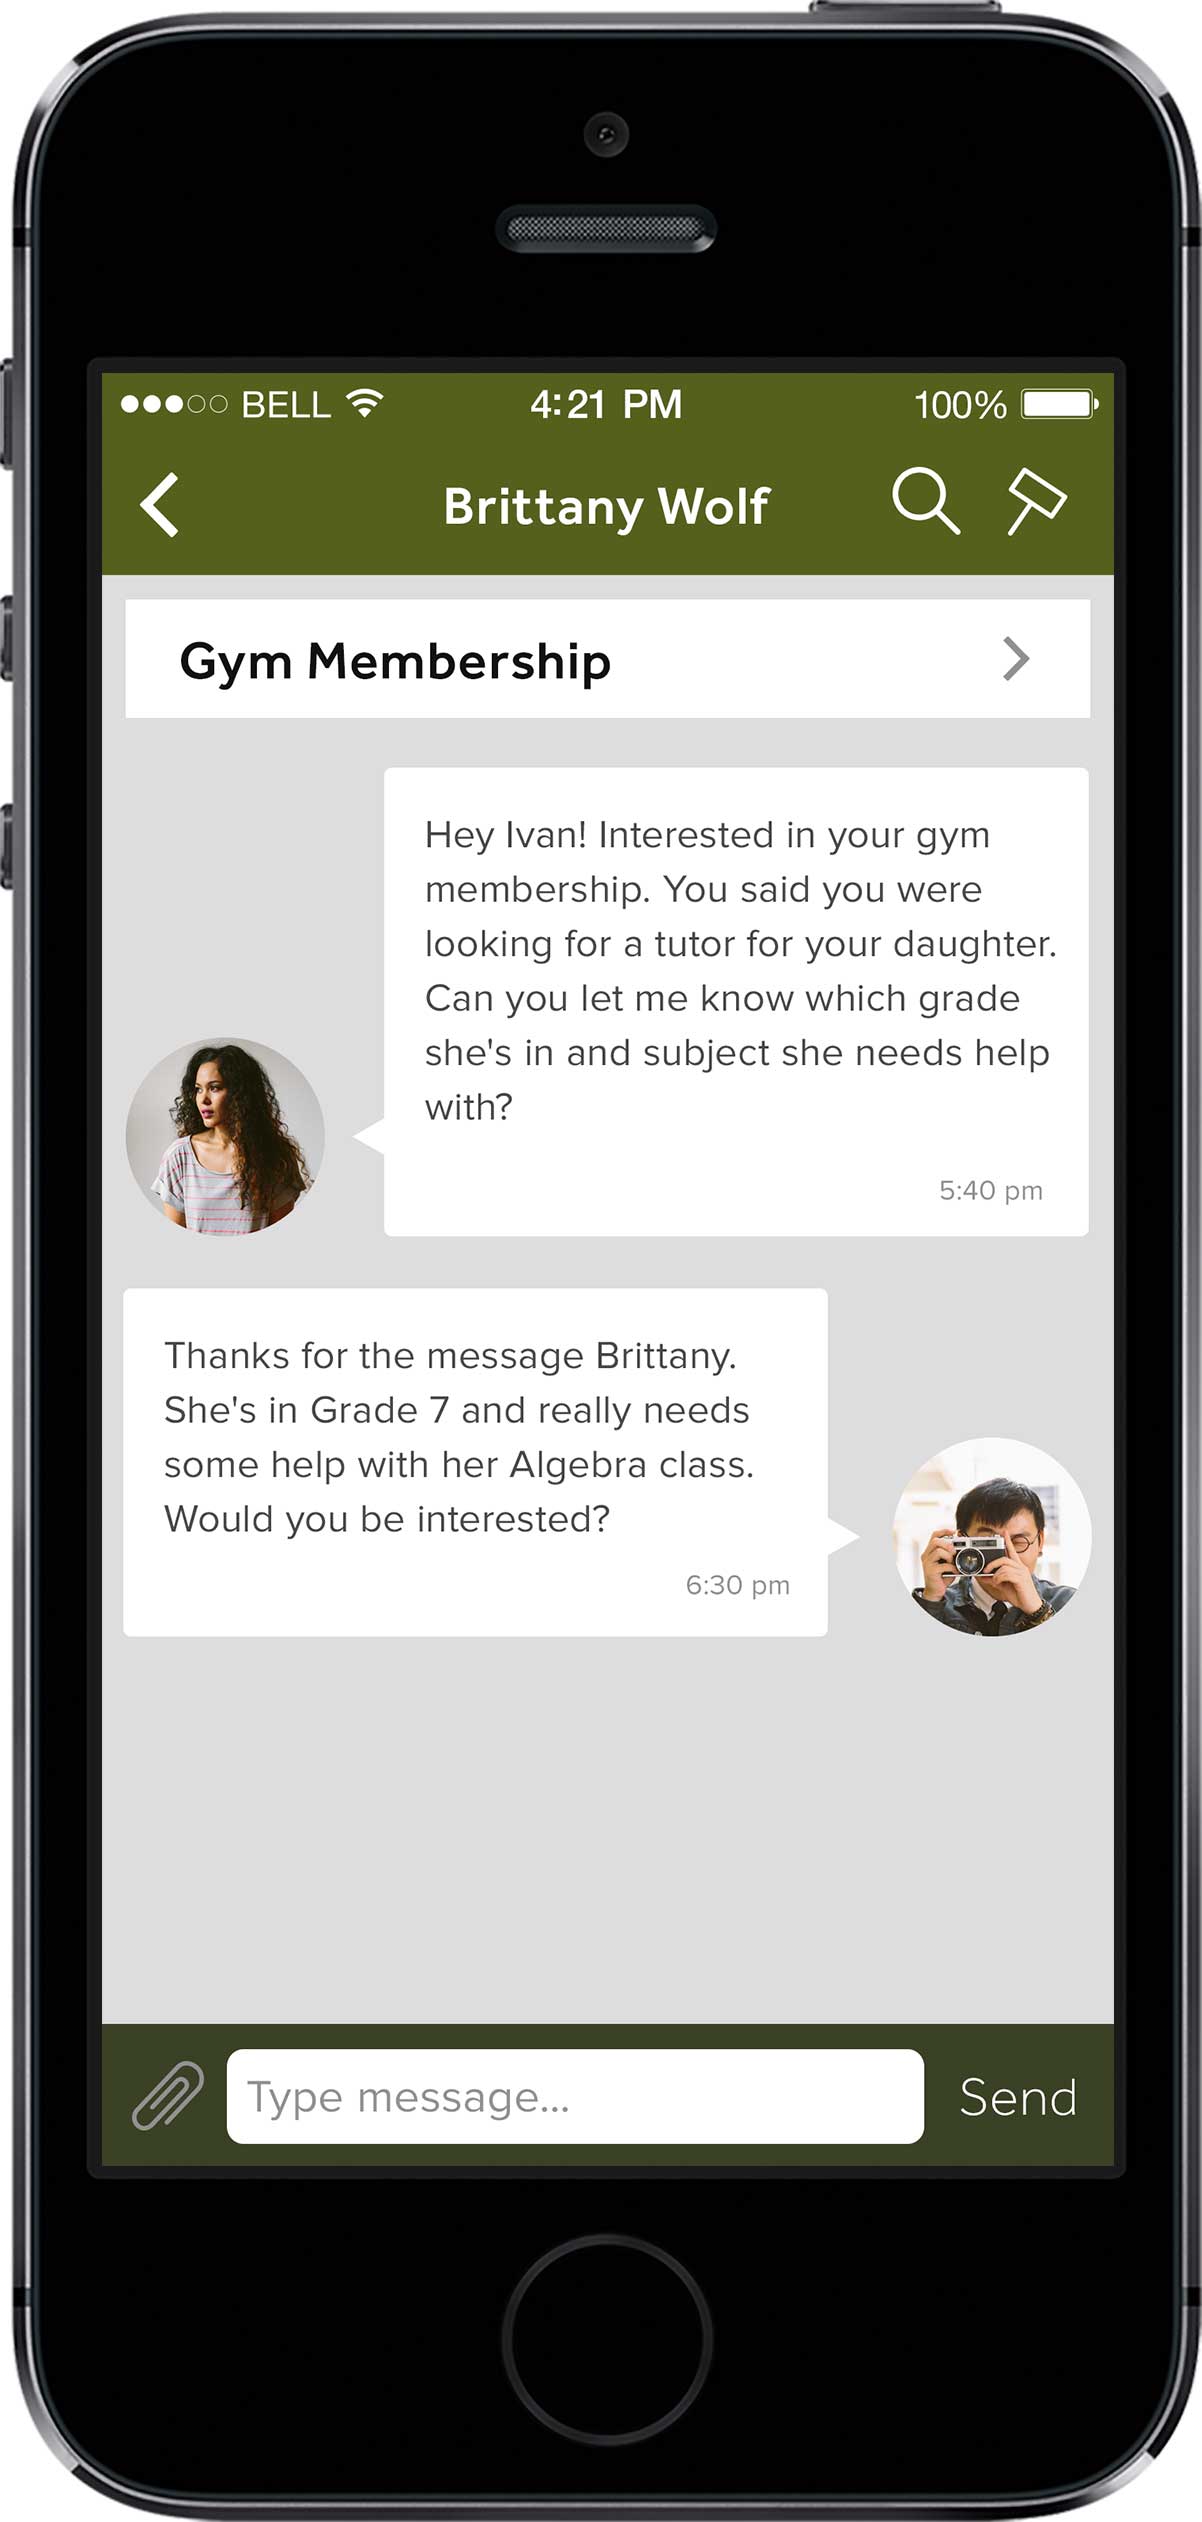 BELL 4:21 PM 100%
Brittany Wolf
Gym Membership
Hey Ivan! Interested in your gym
membership. You said you were
looking for a tutor for your daughter.
Can you let me know which grade
she's in and subject she needs help
with?
5:40 pm
Thanks for the message Brittany.
She's in Grade 7 and really needs
some help with her Algebra class.
Would you be interested?
6:30 pm
Type message...
Send